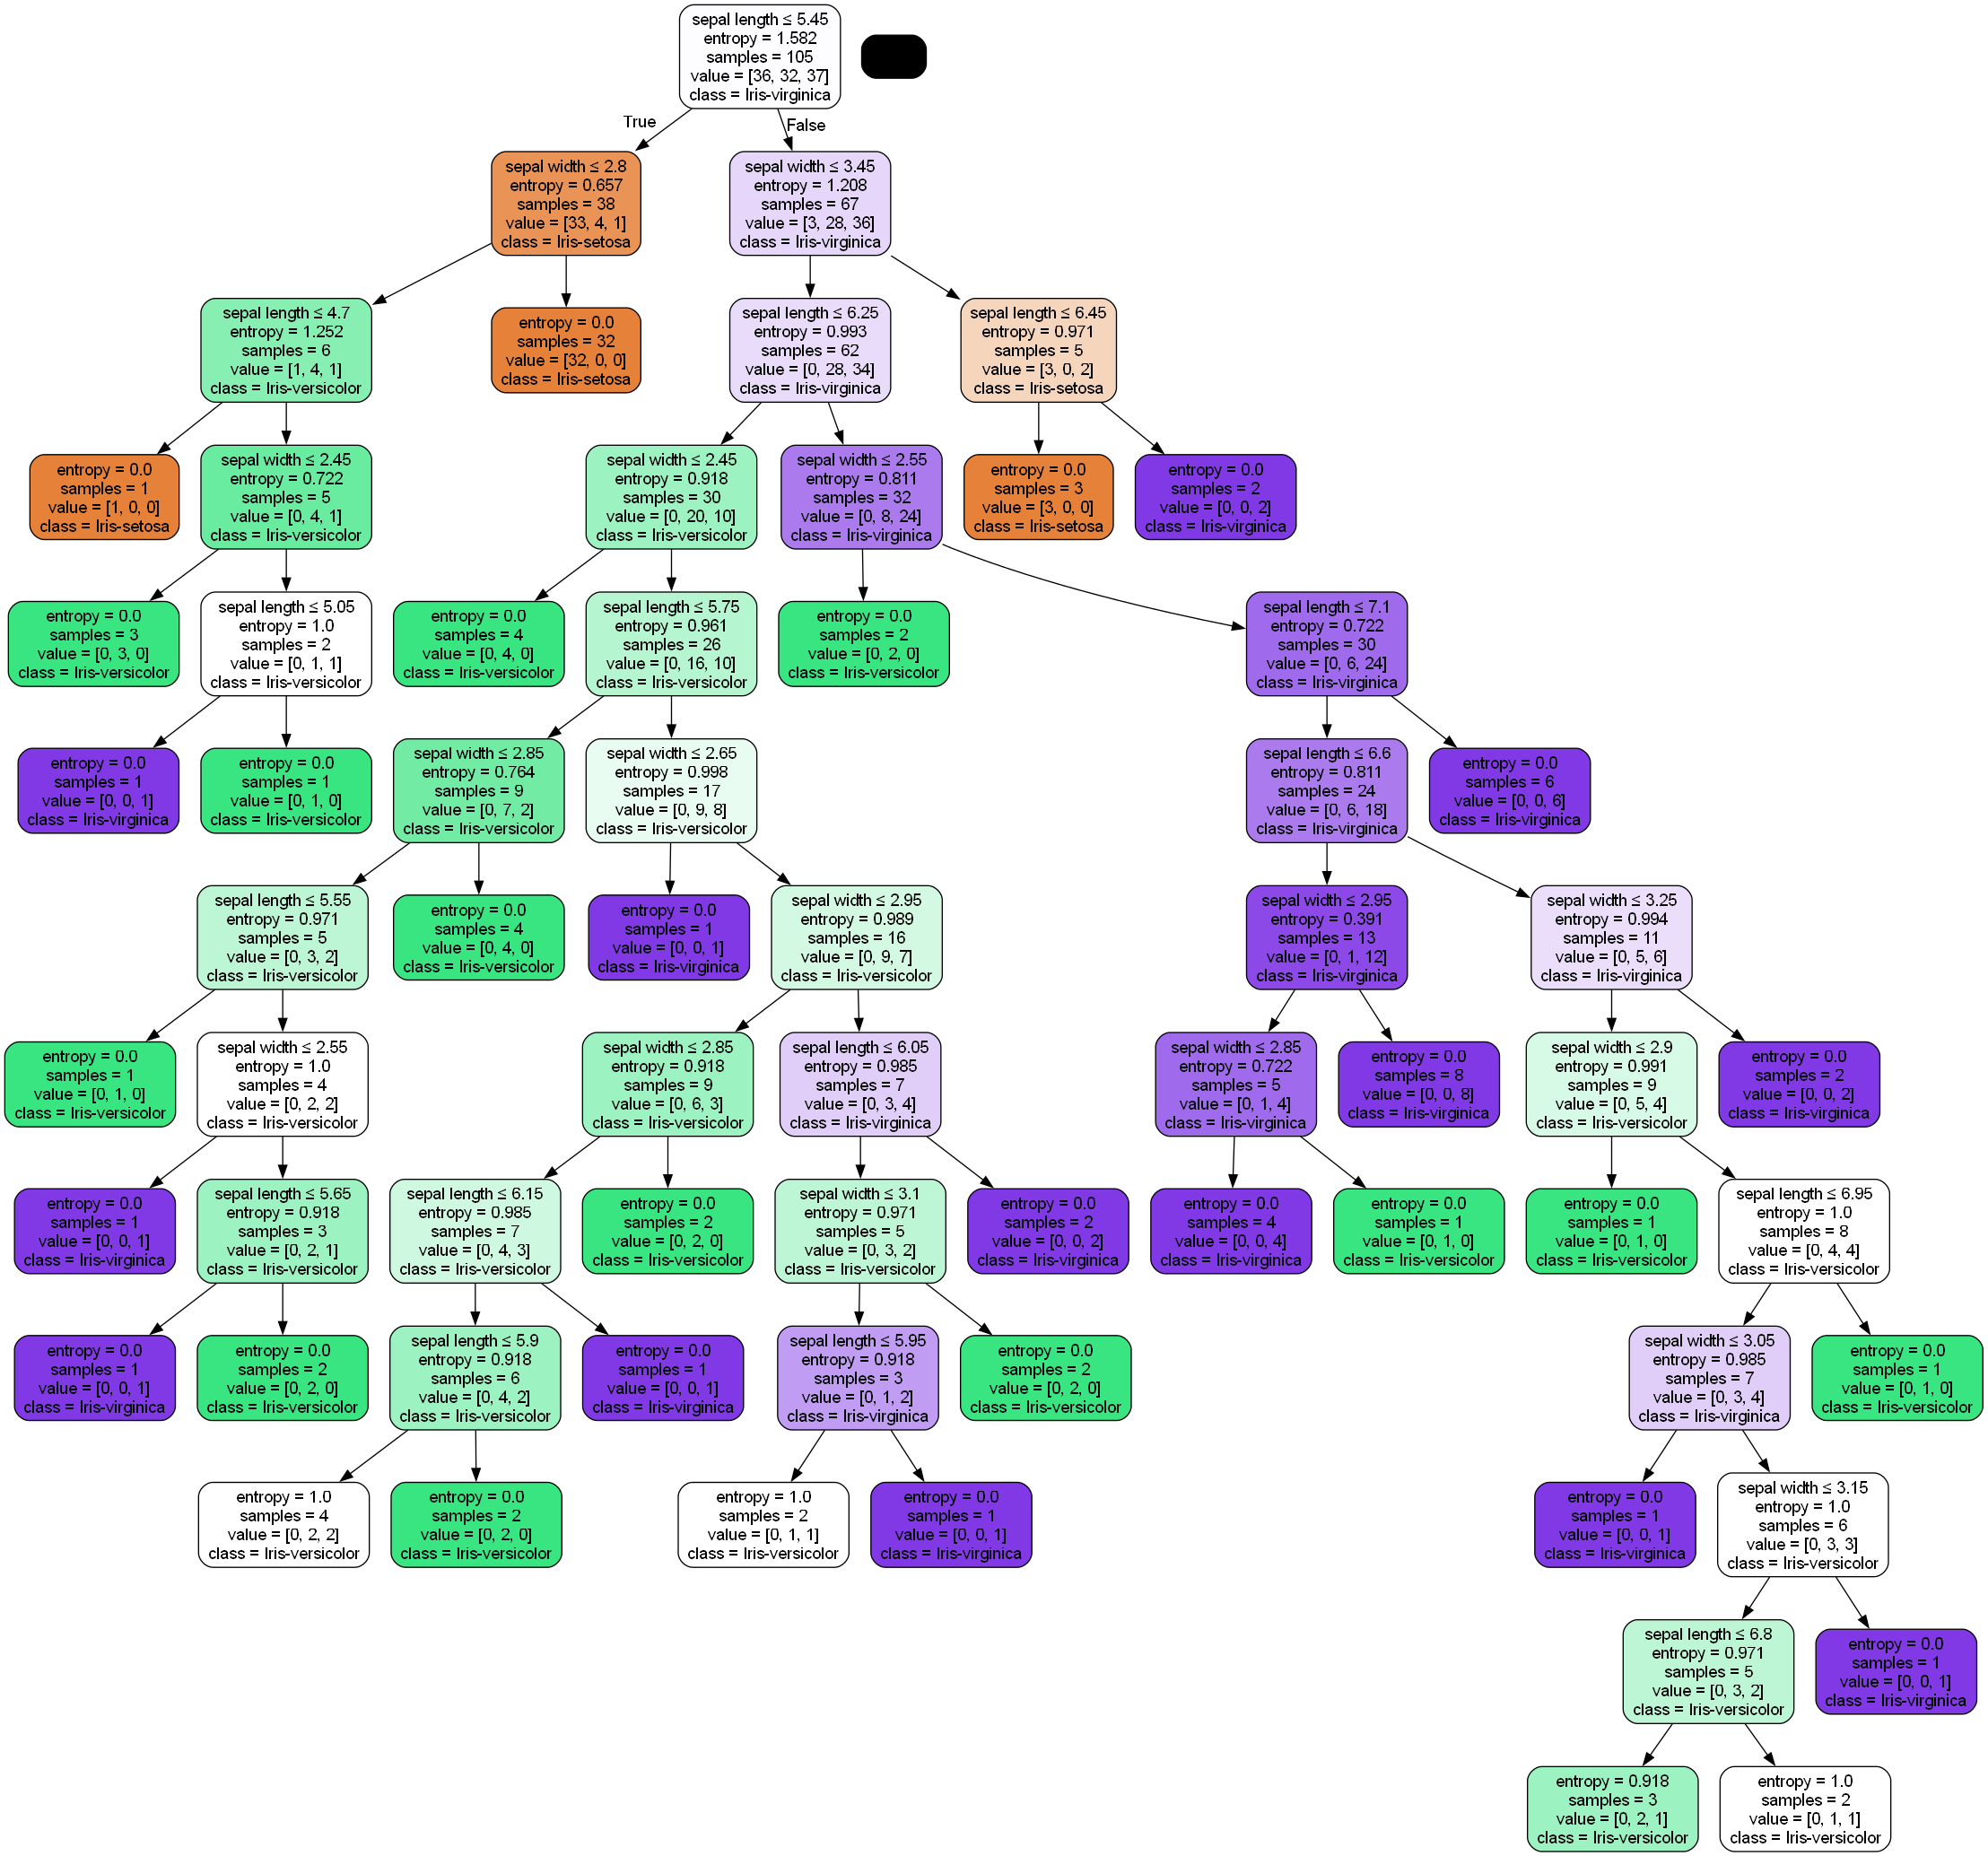 sepal length ≤ 5.45
entropy = 1.582
samples = 105
value = [36, 32, 37]
class = Iris-virginica
True
False
sepal width ≤ 2.8
entropy = 0.657
samples = 38
value = [33, 4, 1]
class = Iris-setosa
sepal width ≤ 3.45
entropy = 1.208
samples = 67
value = [3, 28, 36]
class = Iris-virginica
sepal length ≤ 4.7
entropy = 1.252
samples = 6
value = [1, 4, 1]
class = Iris-versicolor
entropy = 0.0
samples = 32
value = [32, 0, 0]
class = Iris-setosa
sepal length ≤ 6.25
entropy = 0.993
samples = 62
value = [0, 28, 34]
class = Iris-virginica
sepal length ≤ 6.45
entropy = 0.971
samples = 5
value = [3, 0, 2]
class = Iris-setosa
entropy = 0.0
samples = 1
value = [1, 0, 0]
class = Iris-setosa
sepal width ≤ 2.45
entropy = 0.722
samples = 5
value = [0, 4, 1]
class = Iris-versicolor
sepal width ≤ 2.45
entropy = 0.918
samples = 30
value = [0, 20, 10]
class = Iris-versicolor
sepal width ≤ 2.55
entropy = 0.811
samples = 32
value = [0, 8, 24]
class = Iris-virginica
entropy = 0.0
samples = 3
value = [3, 0, 0]
class = Iris-setosa
entropy = 0.0
samples = 2
value = [0, 0, 2]
class = Iris-virginica
entropy = 0.0
samples = 3
value = [0, 3, 0]
class = Iris-versicolor
sepal length ≤ 5.05
entropy = 1.0
samples = 2
value = [0, 1, 1]
class = Iris-versicolor
entropy = 0.0
samples = 4
value = [0, 4, 0]
class = Iris-versicolor
sepal length ≤ 5.75
entropy = 0.961
samples = 26
value = [0, 16, 10]
class = Iris-versicolor
entropy = 0.0
samples = 2
value = [0, 2, 0]
class = Iris-versicolor
sepal length ≤ 7.1
entropy = 0.722
samples = 30
value = [0, 6, 24]
class = Iris-virginica
entropy = 0.0
samples = 1
value = [0, 0, 1]
class = Iris-virginica
entropy = 0.0
samples = 1
value = [0, 1, 0]
class = Iris-versicolor
sepal width ≤ 2.85
entropy = 0.764
samples = 9
value = [0, 7, 2]
class = Iris-versicolor
sepal width ≤ 2.65
entropy = 0.998
samples = 17
value = [0, 9, 8]
class = Iris-versicolor
sepal length ≤ 6.6
entropy = 0.811
samples = 24
value = [0, 6, 18]
class = Iris-virginica
entropy = 0.0
samples = 6
value = [0, 0, 6]
class = Iris-virginica
sepal length ≤ 5.55
entropy = 0.971
samples = 5
value = [0, 3, 2]
class = Iris-versicolor
entropy = 0.0
samples = 4
value = [0, 4, 0]
class = Iris-versicolor
entropy = 0.0
samples = 1
value = [0, 0, 1]
class = Iris-virginica
sepal width ≤ 2.95
entropy = 0.989
samples = 16
value = [0, 9, 7]
class = Iris-versicolor
sepal width ≤ 2.95
entropy = 0.391
samples = 13
value = [0, 1, 12]
class = Iris-virginica
sepal width ≤ 3.25
entropy = 0.994
samples = 11
value = [0, 5, 6]
class = Iris-virginica
entropy = 0.0
samples = 1
value = [0, 1, 0]
class = Iris-versicolor
sepal width ≤ 2.55
entropy = 1.0
samples = 4
value = [0, 2, 2]
class = Iris-versicolor
sepal width ≤ 2.85
entropy = 0.918
samples = 9
value = [0, 6, 3]
class = Iris-versicolor
sepal length ≤ 6.05
entropy = 0.985
samples = 7
value = [0, 3, 4]
class = Iris-virginica
sepal width ≤ 2.85
entropy = 0.722
samples = 5
value = [0, 1, 4]
class = Iris-virginica
entropy = 0.0
samples = 8
value = [0, 0, 8]
class = Iris-virginica
sepal width ≤ 2.9
entropy = 0.991
samples = 9
value = [0, 5, 4]
class = Iris-versicolor
entropy = 0.0
samples = 2
value = [0, 0, 2]
class = Iris-virginica
entropy = 0.0
samples = 1
value = [0, 0, 1]
class = Iris-virginica
sepal length ≤ 5.65
entropy = 0.918
samples = 3
value = [0, 2, 1]
class = Iris-versicolor
sepal length ≤ 6.15
entropy = 0.985
samples = 7
value = [0, 4, 3]
class = Iris-versicolor
entropy = 0.0
samples = 2
value = [0, 2, 0]
class = Iris-versicolor
sepal width ≤ 3.1
entropy = 0.971
samples = 5
value = [0, 3, 2]
class = Iris-versicolor
entropy = 0.0
samples = 2
value = [0, 0, 2]
class = Iris-virginica
entropy = 0.0
samples = 4
value = [0, 0, 4]
class = Iris-virginica
entropy = 0.0
samples = 1
value = [0, 1, 0]
class = Iris-versicolor
entropy = 0.0
samples = 1
value = [0, 1, 0]
class = Iris-versicolor
sepal length ≤ 6.95
entropy = 1.0
samples = 8
value = [0, 4, 4]
class = Iris-versicolor
entropy = 0.0
samples = 1
value = [0, 0, 1]
class = Iris-virginica
entropy = 0.0
samples = 2
value = [0, 2, 0]
class = Iris-versicolor
sepal length ≤ 5.9
entropy = 0.918
samples = 6
value = [0, 4, 2]
class = Iris-versicolor
entropy = 0.0
samples = 1
value = [0, 0, 1]
class = Iris-virginica
sepal length ≤ 5.95
entropy = 0.918
samples = 3
value = [0, 1, 2]
class = Iris-virginica
entropy = 0.0
samples = 2
value = [0, 2, 0]
class = Iris-versicolor
sepal width ≤ 3.05
entropy = 0.985
samples = 7
value = [0, 3, 4]
class = Iris-virginica
entropy = 0.0
samples = 1
value = [0, 1, 0]
class = Iris-versicolor
entropy = 1.0
samples = 4
value = [0, 2, 2]
class = Iris-versicolor
entropy = 0.0
samples = 2
value = [0, 2, 0]
class = Iris-versicolor
entropy = 1.0
samples = 2
value = [0, 1, 1]
class = Iris-versicolor
entropy = 0.0
samples = 1
value = [0, 0, 1]
class = Iris-virginica
entropy = 0.0
samples = 1
value = [0, 0, 1]
class = Iris-virginica
sepal width ≤ 3.15
entropy = 1.0
samples = 6
value = [0, 3, 3]
class = Iris-versicolor
sepal length ≤ 6.8
entropy = 0.971
samples = 5
value = [0, 3, 2]
class = Iris-versicolor
entropy = 0.0
samples = 1
value = [0, 0, 1]
class = Iris-virginica
entropy = 0.918
samples = 3
value = [0, 2, 1]
class = Iris-versicolor
entropy = 1.0
samples = 2
value = [0, 1, 1]
class = Iris-versicolor